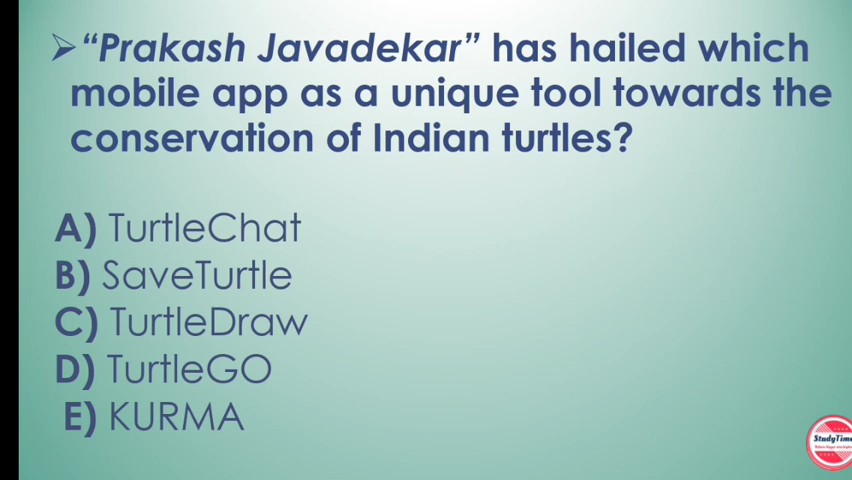 ➢ “Prakash Javadekar” has hailed which
mobile app as a unique tool towards the
conservation of Indian turtles?
A) TurtleChat
B) SaveTurtle
C) TurtleDraw
D) TurtleGO
E) KURMA
StudyTime